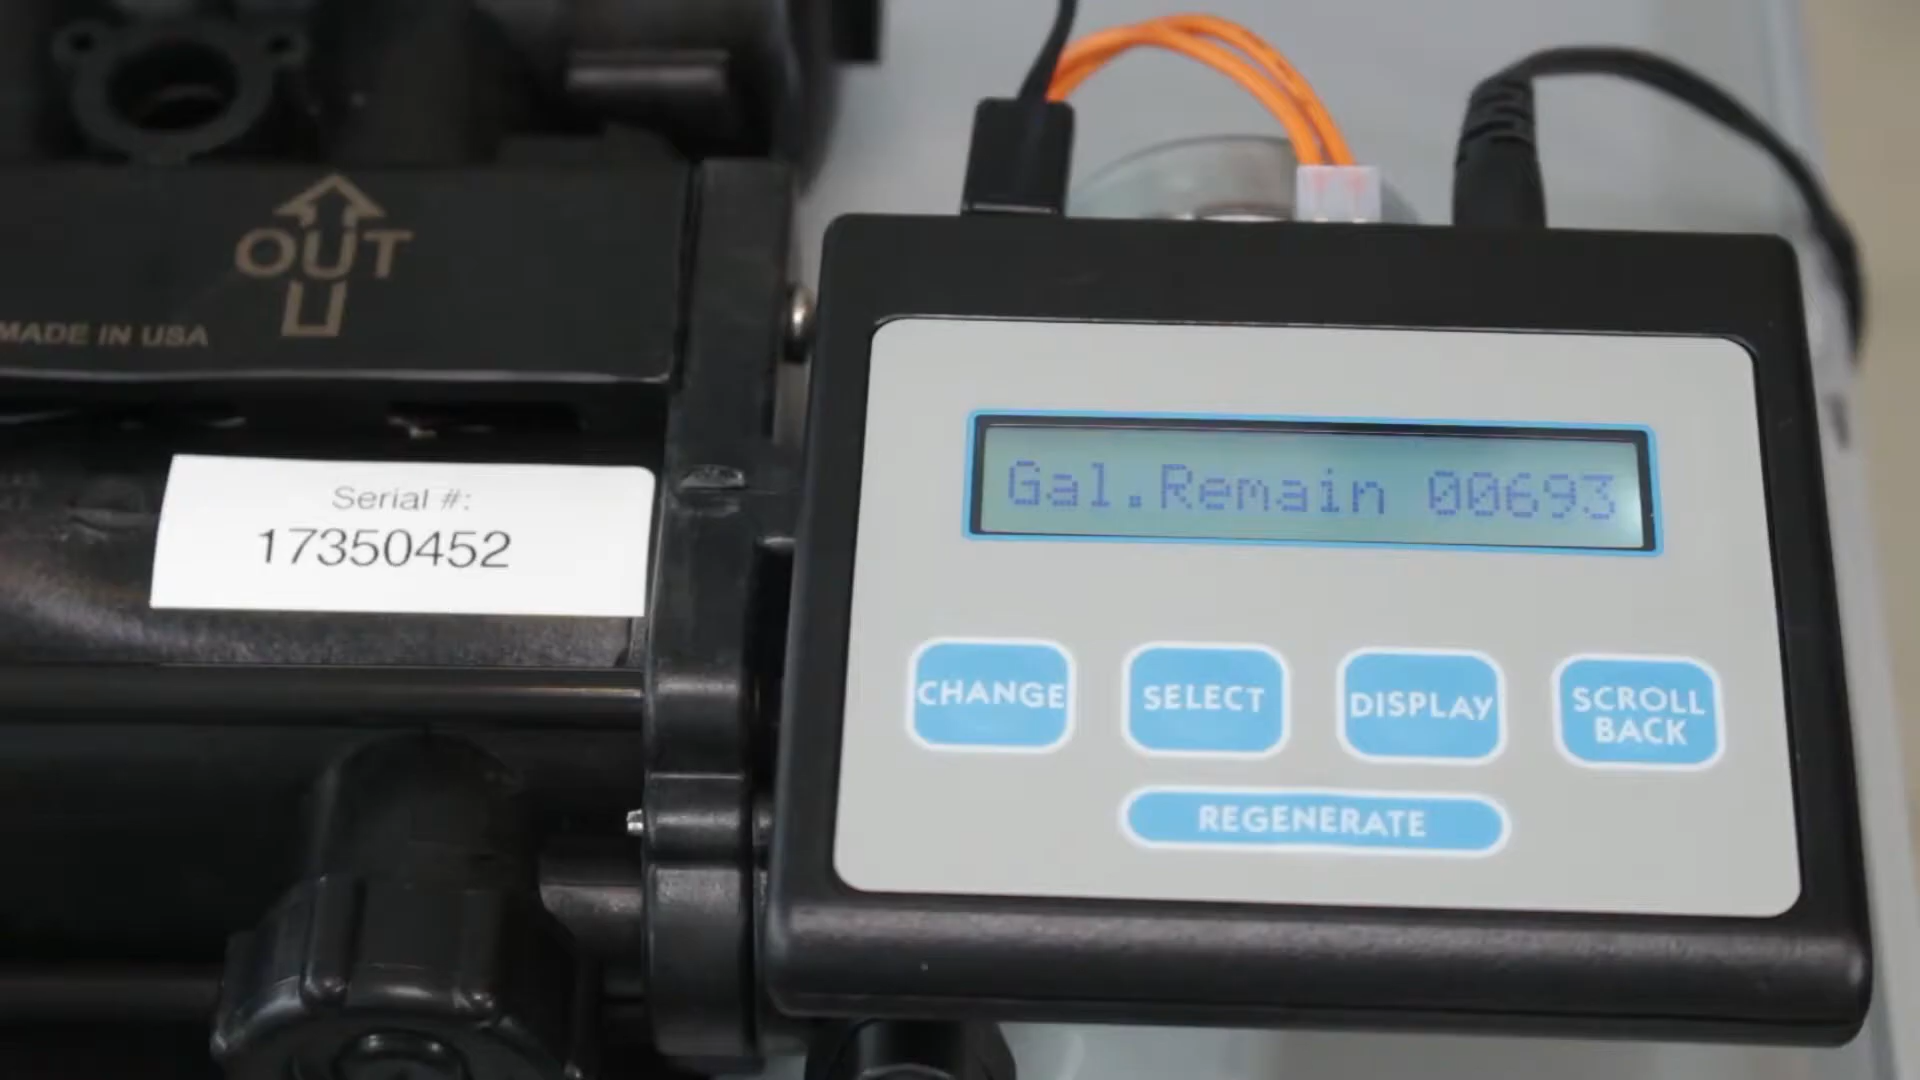 OUT
MADE IN USA
Serial #:
17350452
Gal.Remain 00693
CHANGE
SELECT
DISPLAY
SCROLL
BACK
REGENERATE